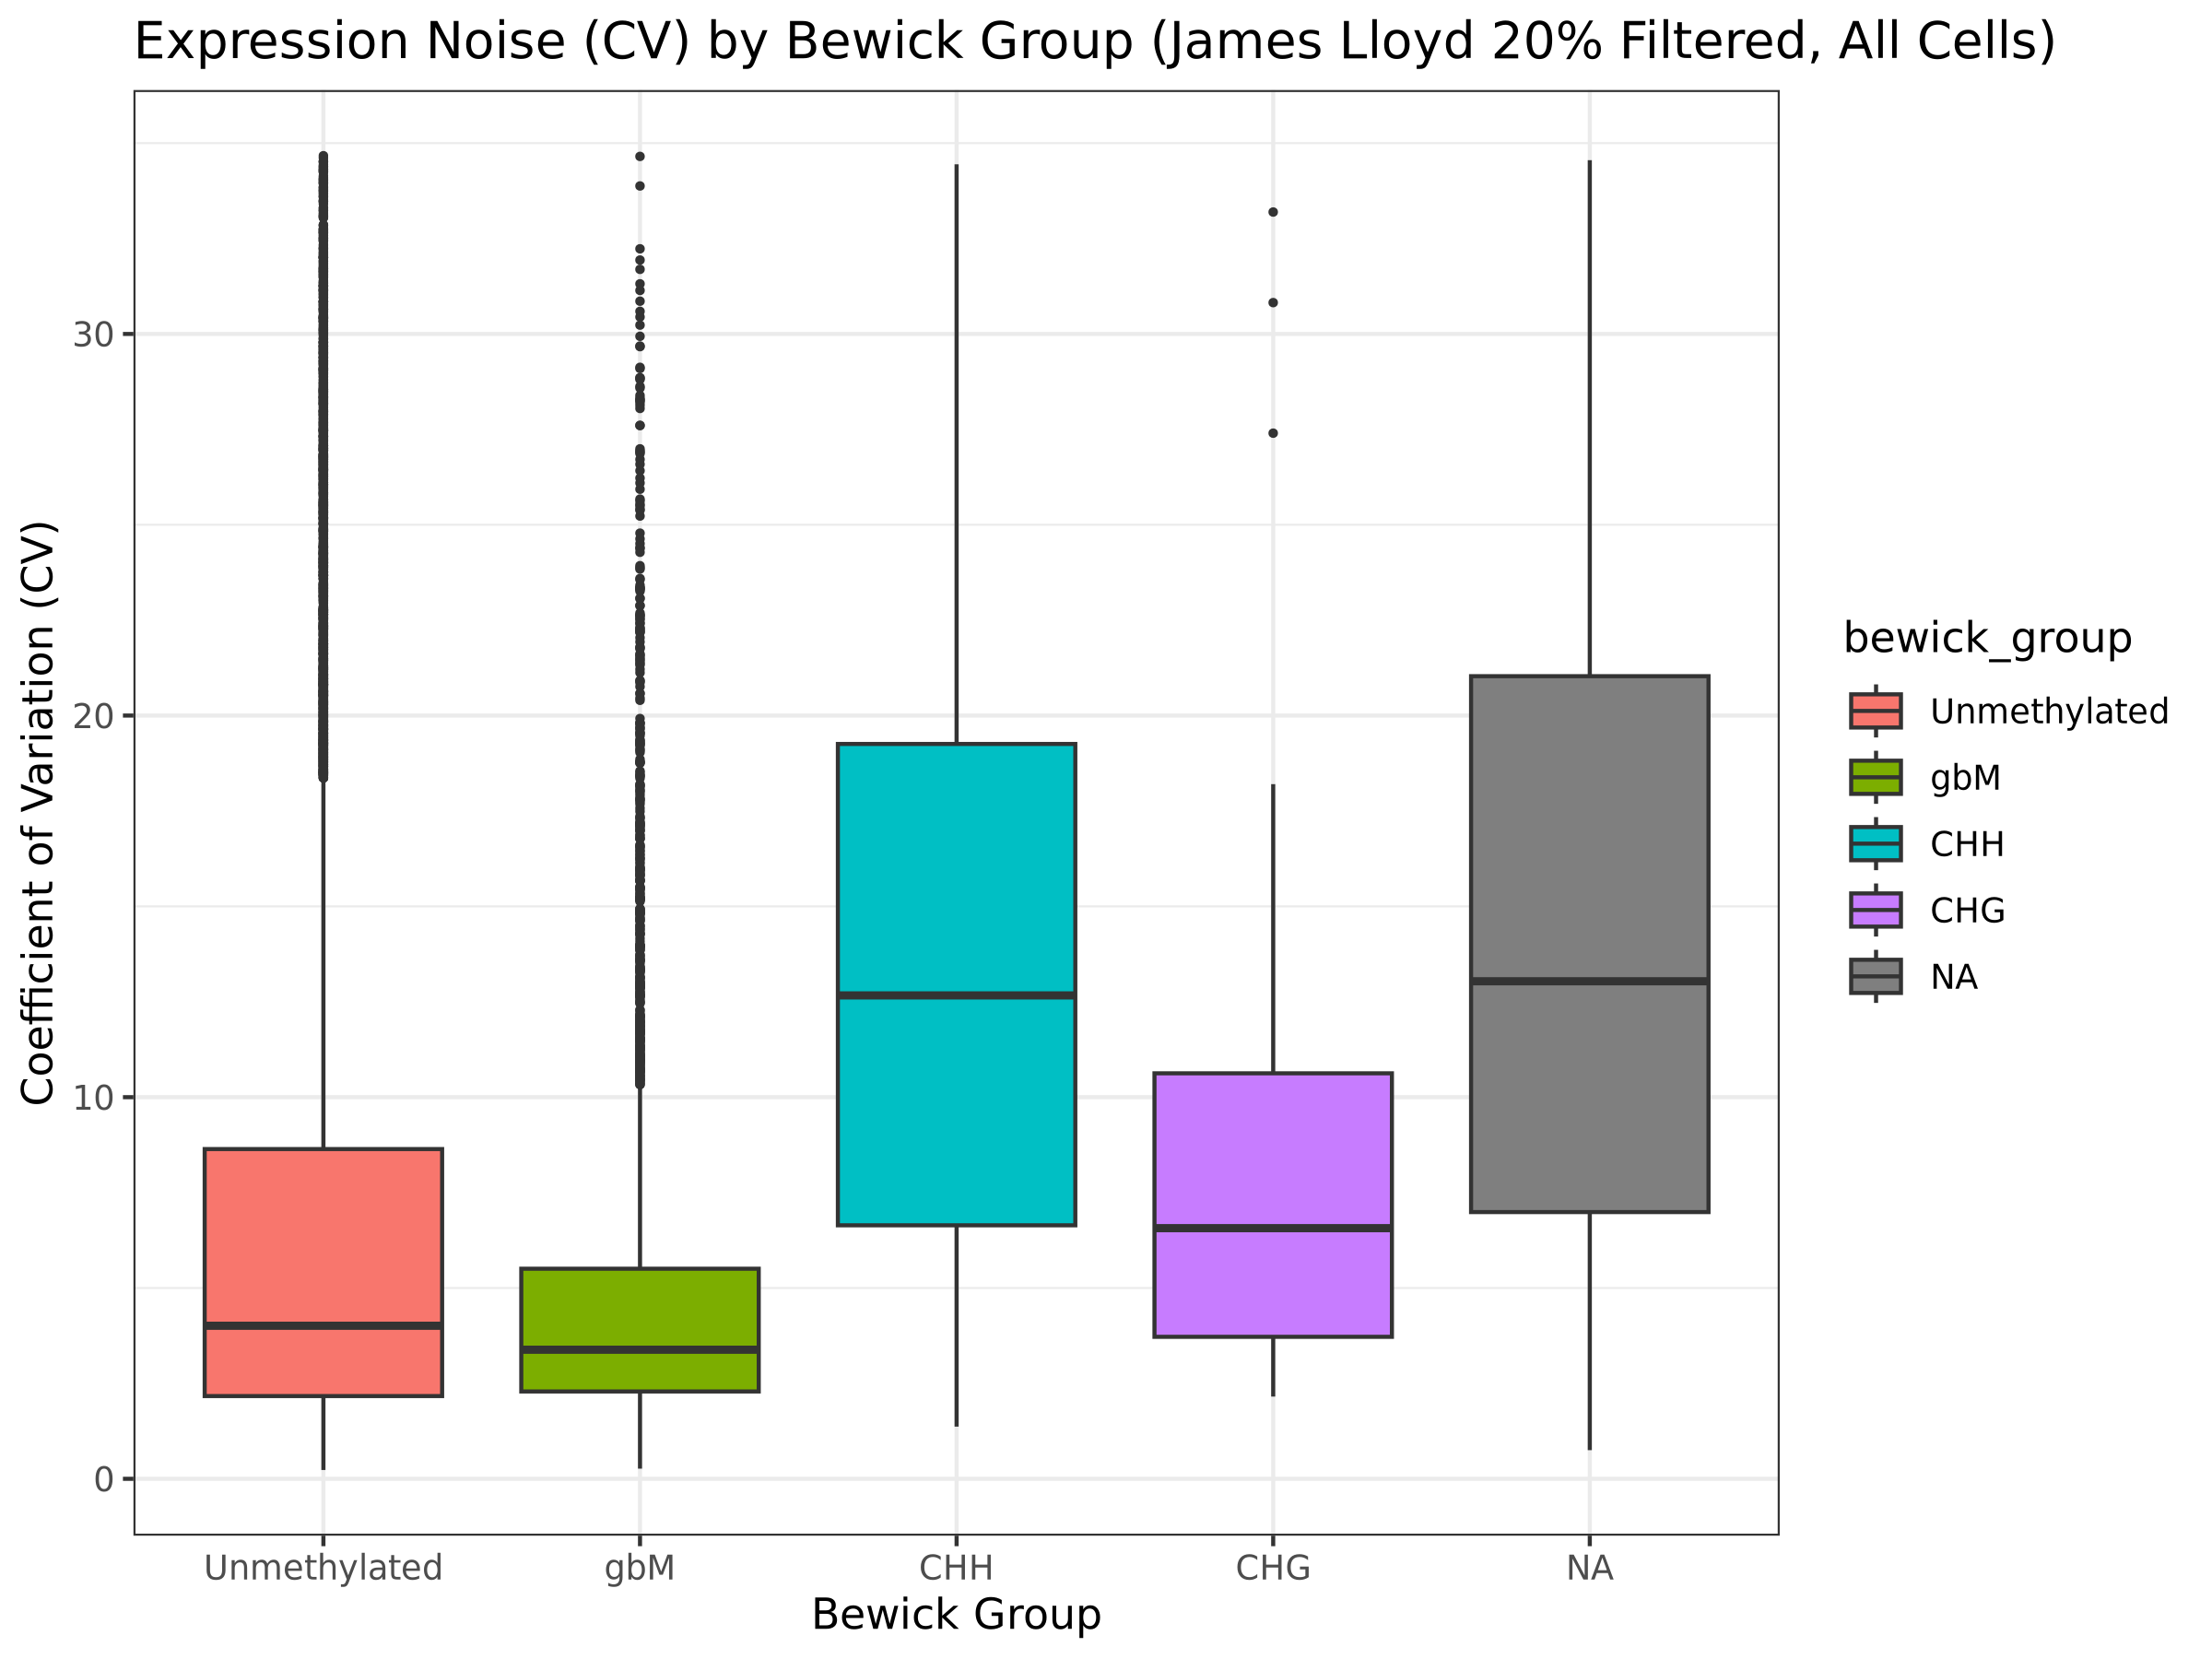 Expression Noise (CV) by Bewick Group (James Lloyd 20% Filtered, All Cells)
Coefficient of Variation (CV)
30
20
10
0
Unmethylated gbM CHH CHG NA
Bewick Group
bewick_group
Unmethylated
gbM
CHH
CHG
NA